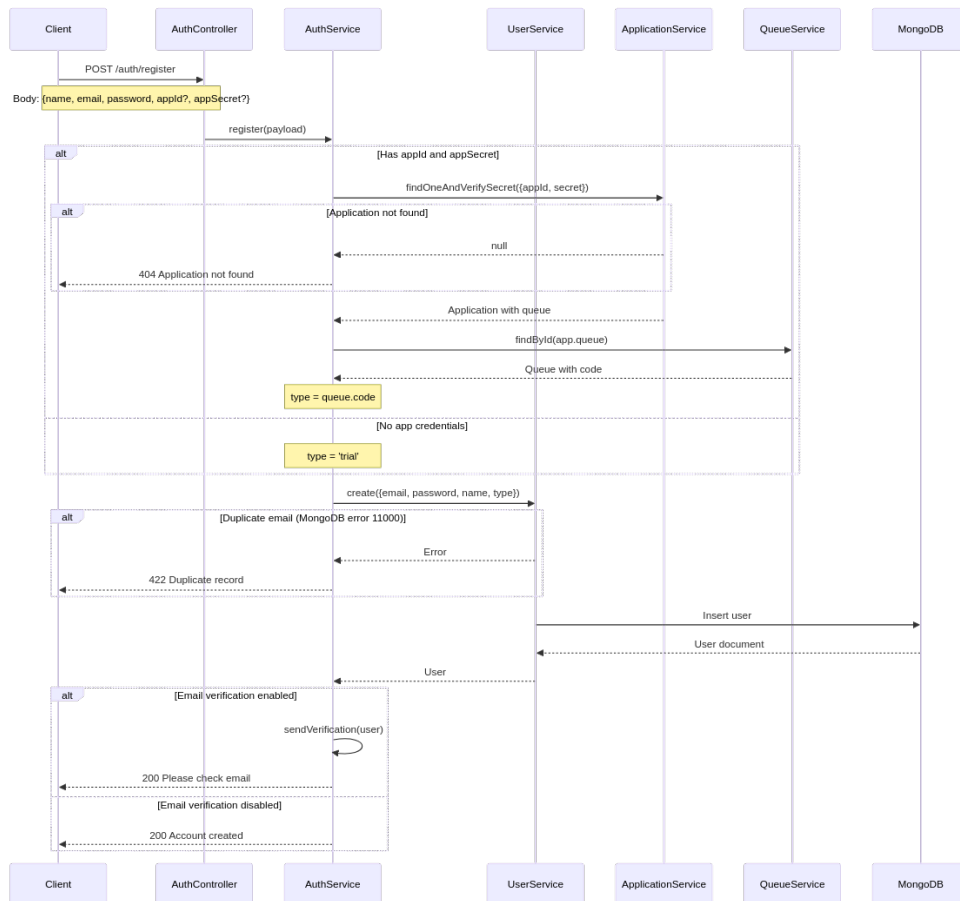 Client
AuthController
AuthService
UserService
ApplicationService
QueueService
MongoDB
POST /auth/register
Body: {name, email, password, appId?, appSecret?}
register(payload)
alt
[Has appId and appSecret]
findOneAndVerifySecret({appId, secret})
alt
[Application not found]
null
404 Application not found
Application with queue
findById(app.queue)
Queue with code
type = queue.code
[No app credentials]
type = 'trial'
create({email, password, name, type})
alt
[Duplicate email (MongoDB error 11000)]
Error
422 Duplicate record
Insert user
User document
User
alt
[Email verification enabled]
sendVerification(user)
200 Please check email
[Email verification disabled]
200 Account created
Client
AuthController
AuthService
UserService
ApplicationService
QueueService
MongoDB